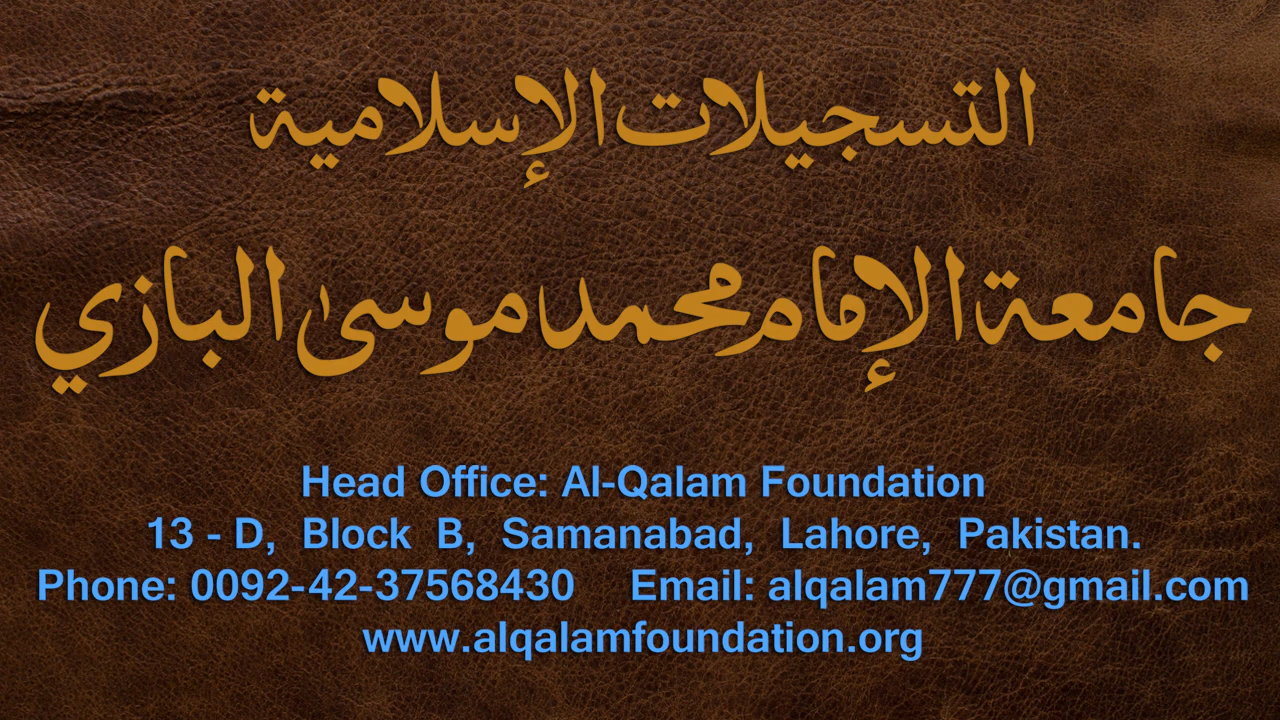 التسجيلات الإسلامية
جامعة الإمام محمد موسىٰ البازي
Head Office: Al-Qalam Foundation
13 - D, Block B, Samanabad, Lahore, Pakistan.
Phone: 0092-42-37568430 Email: alqalam777@gmail.com
www.alqalamfoundation.org